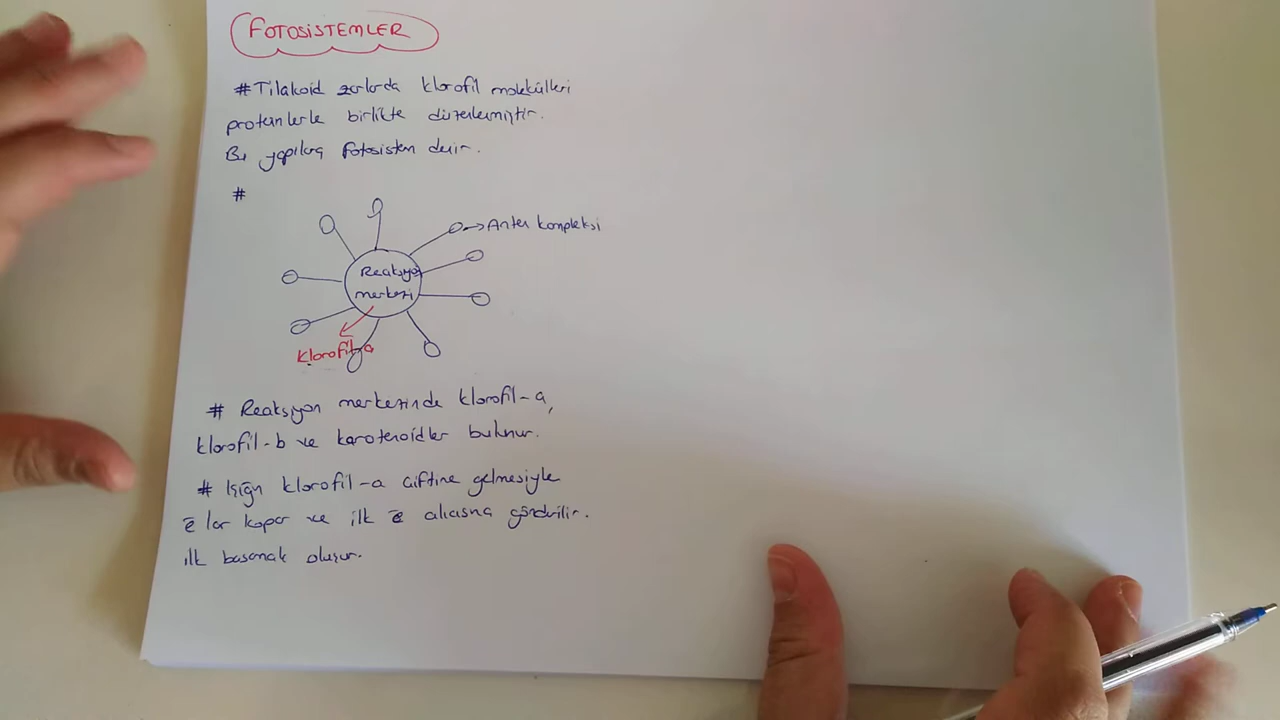 FOTOSİSTEMLER
#Tilakoid zarlarda klorofil molekülleri
proteinlerle birlikte düzenlenmiştir.
Bu yapılara fotosistem denir.
#
→Anten kompleksi
Reaksiyon
merkezi
Klorofil-a
# Reaksiyon merkezinde klorofil-a,
klorofil-b ve karotenoidler bulunur.
# Işığın klorofil-a çiftine gelmesiyle
e lar kopar ve ilk e alıcısına gönderilir.
ilk basamak oluşur.